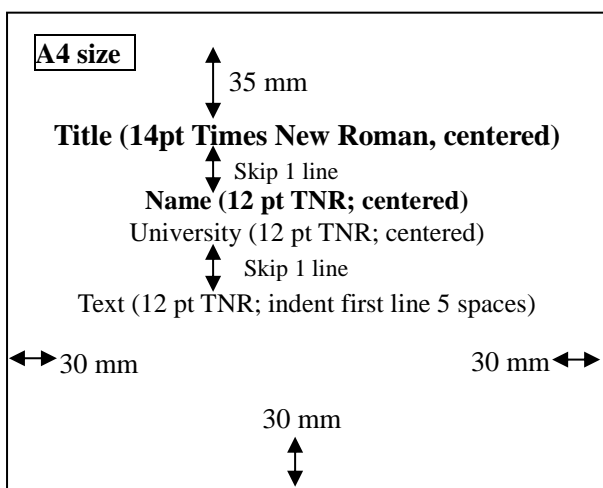 A4 size
35 mm
Title (14pt Times New Roman, centered)
Skip 1 line
Name (12 pt TNR; centered)
University (12 pt TNR; centered)
Skip 1 line
Text (12 pt TNR; indent first line 5 spaces)
30 mm 30 mm
30 mm